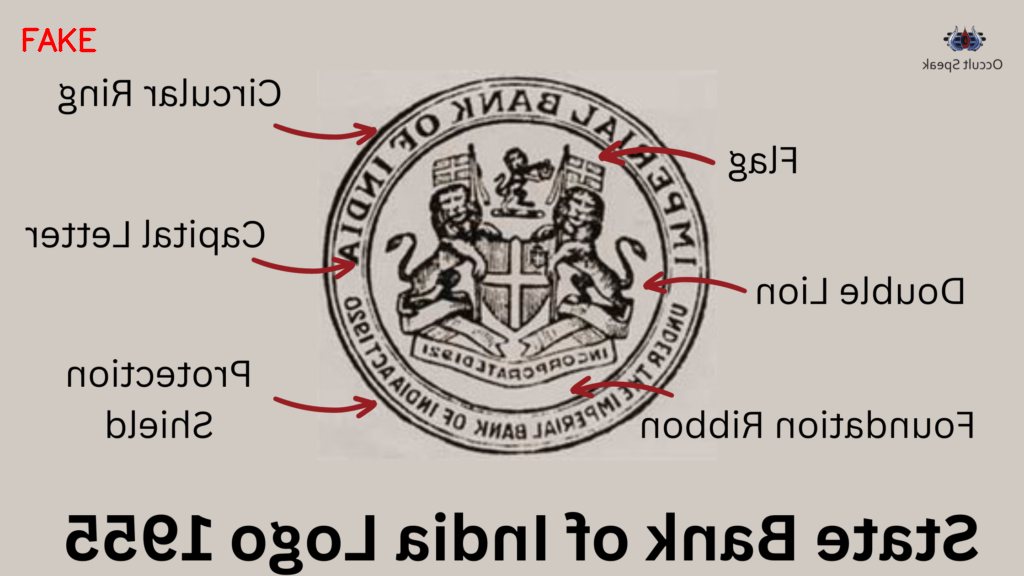 FAKE
Occult Speak
Circular Ring
Flag
Capital Letter
Double Lion
Protection
Shield
Foundation Ribbon
IMPERIAL BANK OF INDIA
UNDER THE IMPERIAL BANK OF INDIA ACT 1920
INCORPORATED 1921
State Bank of India Logo 1955